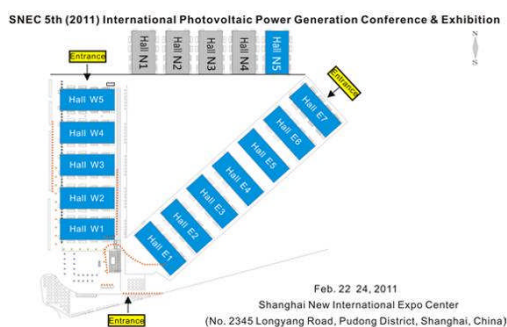 SNEC 5th (2011) International Photovoltaic Power Generation Conference & Exhibition
N
Hall N1
Hall N2
Hall N3
Hall N4
Hall N5
S
Entrance
Entrance
Hall W5
Hall E7
Hall W4
Hall E6
Hall W3
Hall E5
Hall E4
Hall W2
Hall E3
Hall W1
Hall E2
Hall E1
Entrance
Feb. 22 24, 2011
Shanghai New International Expo Center
(No. 2345 Longyang Road, Pudong District, Shanghai, China)